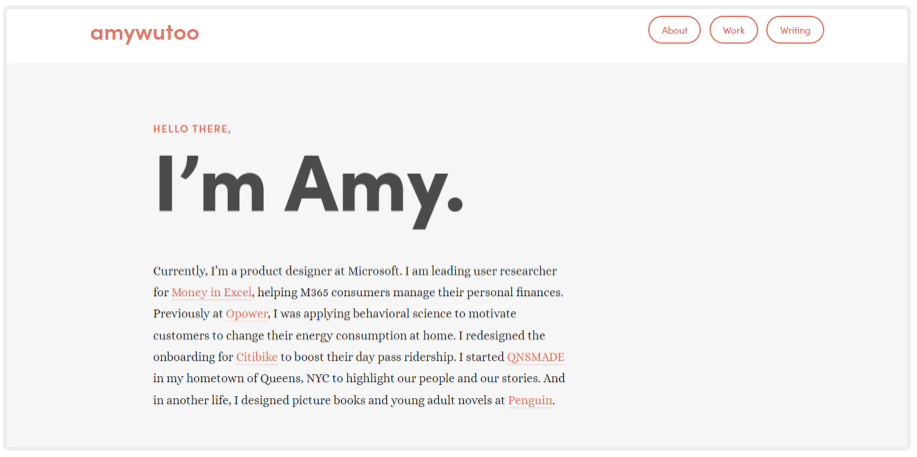 amywutoo
About Work Writing
HELLO THERE,
I’m Amy.
Currently, I’m a product designer at Microsoft. I am leading user researcher
for Money in Excel, helping M365 consumers manage their personal finances.
Previously at Opower, I was applying behavioral science to motivate
customers to change their energy consumption at home. I redesigned the
onboarding for Citibike to boost their day pass ridership. I started QNSMADE
in my hometown of Queens, NYC to highlight our people and our stories. And
in another life, I designed picture books and young adult novels at Penguin.